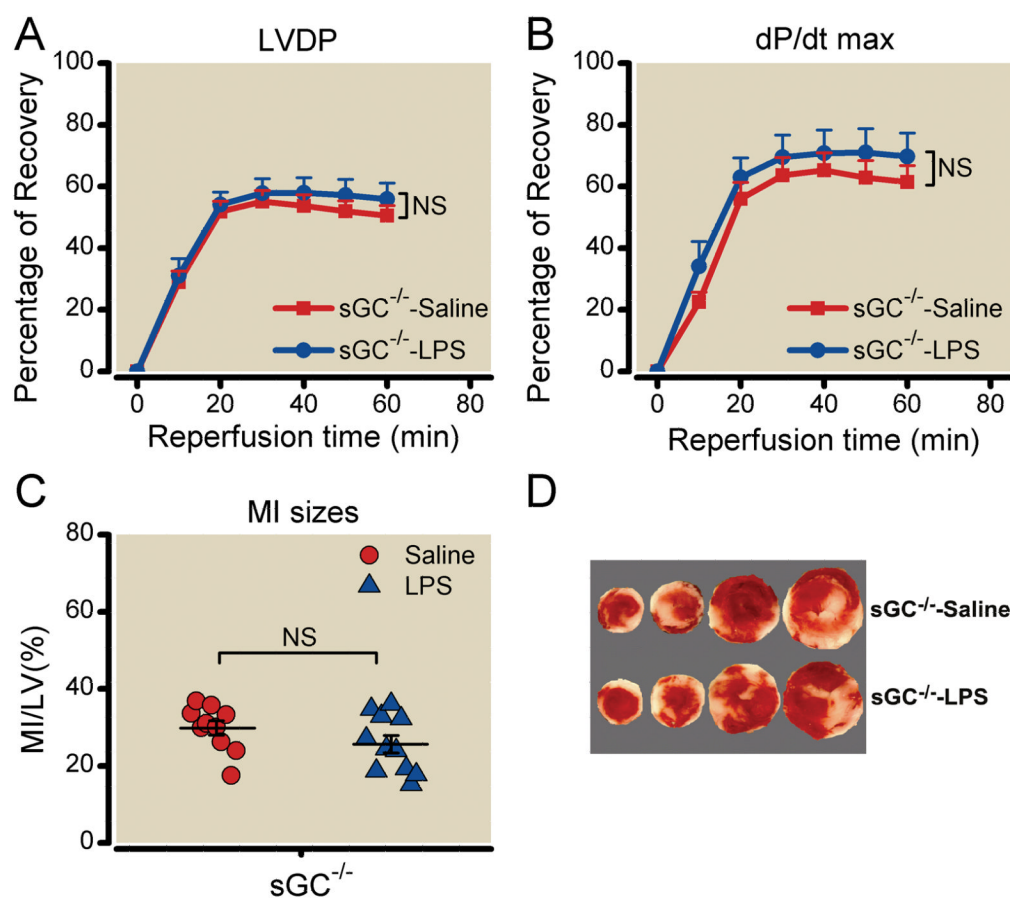 A
LVDP
Percentage of Recovery
100
80
60
40
20
0
NS
sGC-/--Saline
sGC-/--LPS
0 20 40 60 80
Reperfusion time (min)
B
dP/dt max
Percentage of Recovery
100
80
60
40
20
0
NS
sGC-/--Saline
sGC-/--LPS
0 20 40 60 80
Reperfusion time (min)
C
MI sizes
MI/LV(%)
80
60
40
20
0
Saline
LPS
NS
sGC-/-
D
sGC-/--Saline
sGC-/--LPS